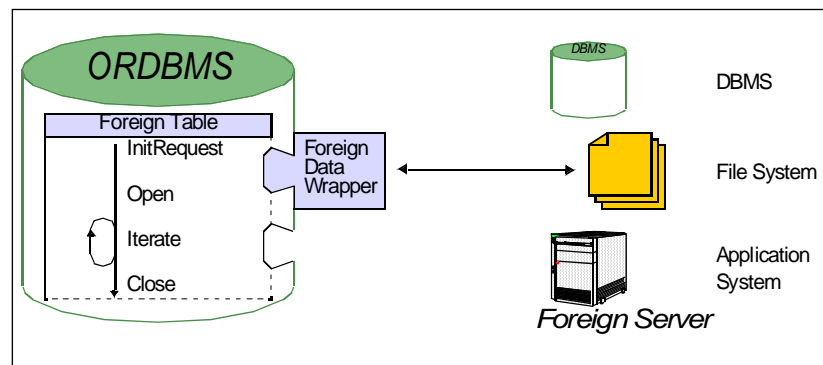 ORDBMS
Foreign Table
InitRequest
Open
Iterate
Close
Foreign
Data
Wrapper
DBMS
DBMS
File System
Application
System
Foreign Server